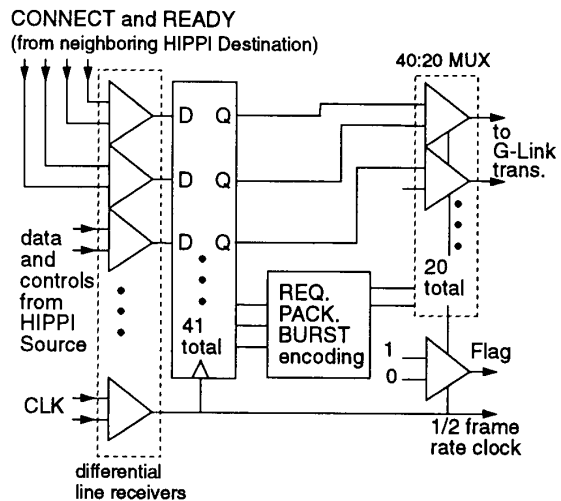 CONNECT and READY
(from neighboring HIPPI Destination)
40:20 MUX
D Q
to
G-Link
trans.
D Q
D Q
data
and
controls
from
HIPPI
Source
20
total
REQ.
PACK.
BURST
encoding
41
total
1
0
Flag
CLK
1/2 frame
rate clock
differential
line receivers